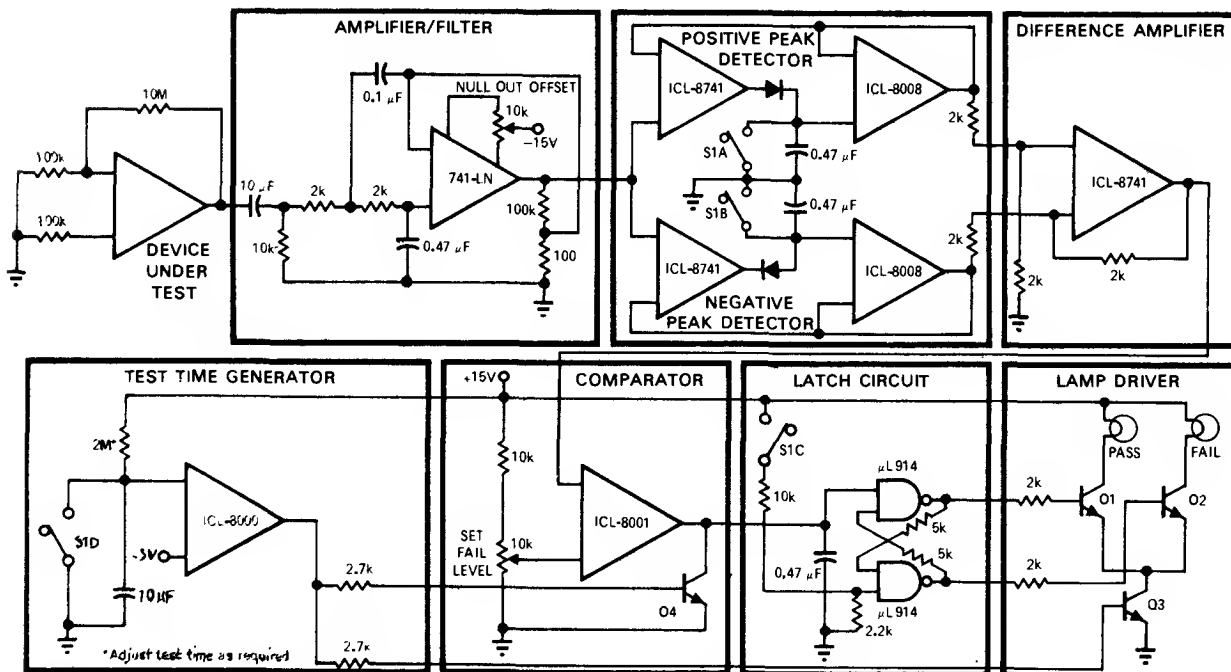 AMPLIFIER/FILTER
POSITIVE PEAK
DETECTOR
DIFFERENCE AMPLIFIER
10M
100k
100k
DEVICE
UNDER
TEST
0.1 µF
NULL OUT OFFSET
10k
−15V
741-LN
10 µF
2k
2k
10k
0.47 µF
100k
100
ICL-8741
ICL-8008
S1A
0.47 µF
S1B
0.47 µF
ICL-8741
ICL-8008
NEGATIVE
PEAK DETECTOR
2k
2k
ICL-8741
2k
2k
TEST TIME GENERATOR
2M*
ICL-8000
S1D
-5V
10µF
2.7k
2.7k
*Adjust test time as required
+15V
COMPARATOR
10k
SET
FAIL
LEVEL
10k
ICL-8001
Q4
LATCH CIRCUIT
S1C
10k
µL914
5k
5k
0.47 µF
µL914
2.2k
LAMP DRIVER
PASS
FAIL
2k
Q1
Q2
2k
Q3